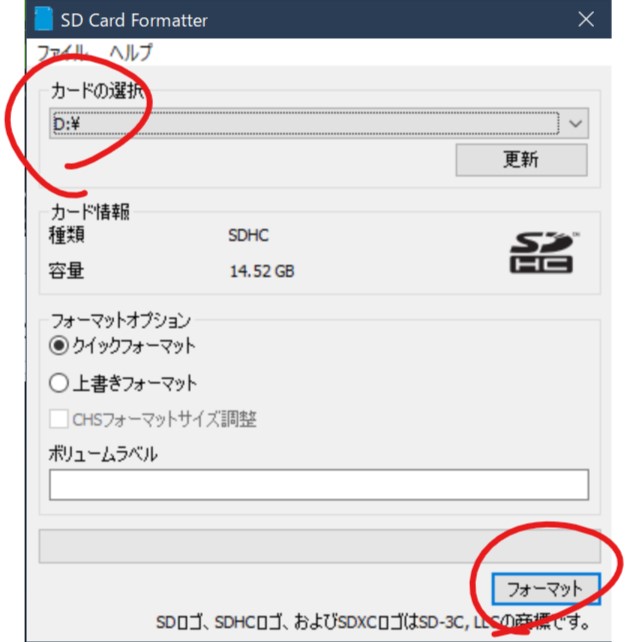 SD Card Formatter
ファイル ヘルプ
カードの選択
D:¥
更新
カード情報
種類 SDHC
容量 14.52 GB
SD HC ™
フォーマットオプション
クイックフォーマット
上書きフォーマット
CHSフォーマットサイズ調整
ボリュームラベル
フォーマット
SDロゴ、SDHCロゴ、およびSDXCロゴはSD-3C, LLCの商標です。